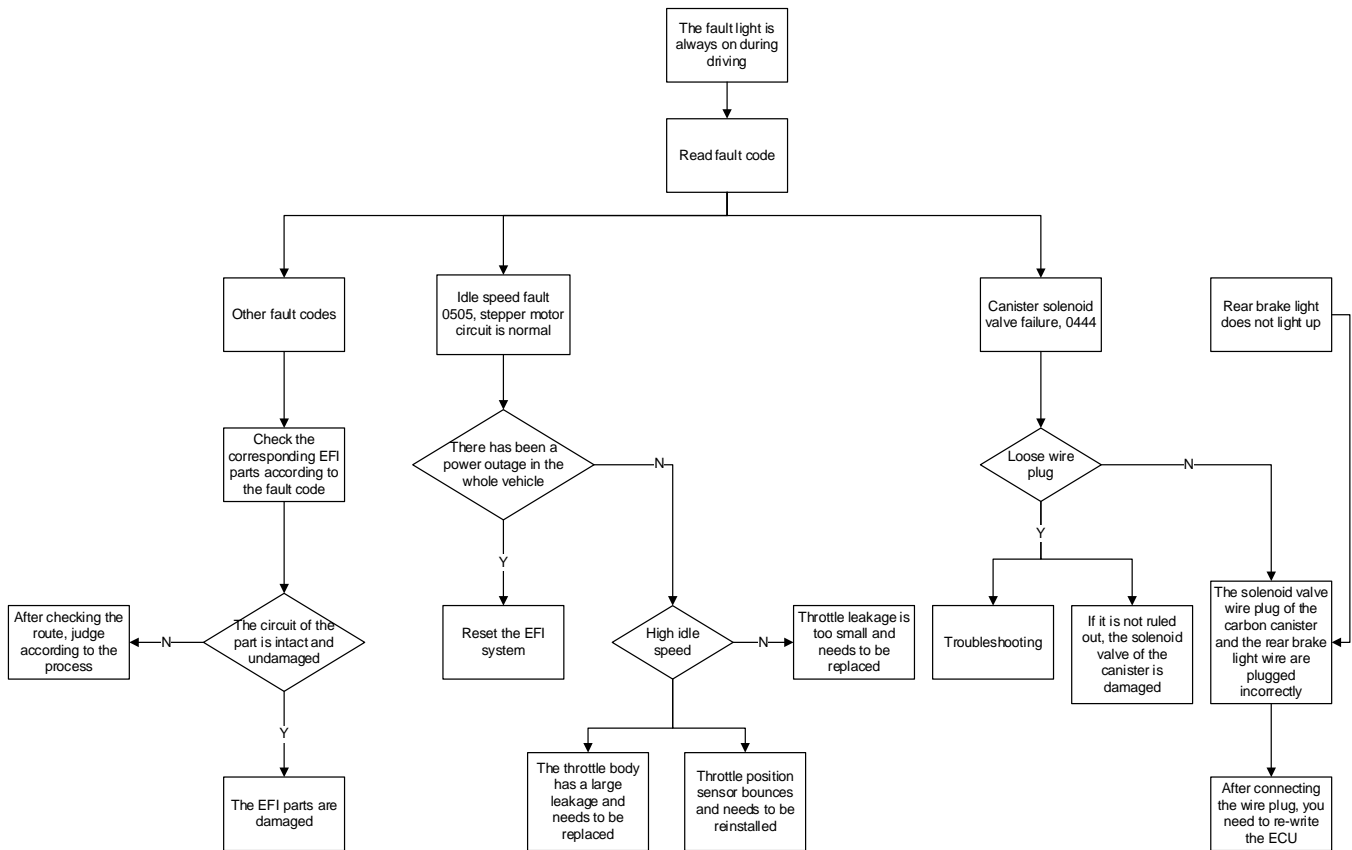 The fault light is
always on during
driving
Read fault code
Other fault codes
Idle speed fault
0505, stepper motor
circuit is normal
Canister solenoid
valve failure, 0444
Rear brake light
does not light up
Check the
corresponding EFI
parts according to
the fault code
There has been a
power outage in the
whole vehicle
N
Loose wire
plug
N
Y
Y
After checking the
route, judge
according to the
process
N
The circuit of the
part is intact and
undamaged
Reset the EFI
system
High idle
speed
N
Throttle leakage is
too small and
needs to be
replaced
Troubleshooting
If it is not ruled
out, the solenoid
valve of the
canister is
damaged
The solenoid valve
wire plug of the
carbon canister
and the rear brake
light wire are
plugged
incorrectly
Y
The EFI parts are
damaged
The throttle body
has a large
leakage and
needs to be
replaced
Throttle position
sensor bounces
and needs to be
reinstalled
After connecting
the wire plug, you
need to re-write
the ECU